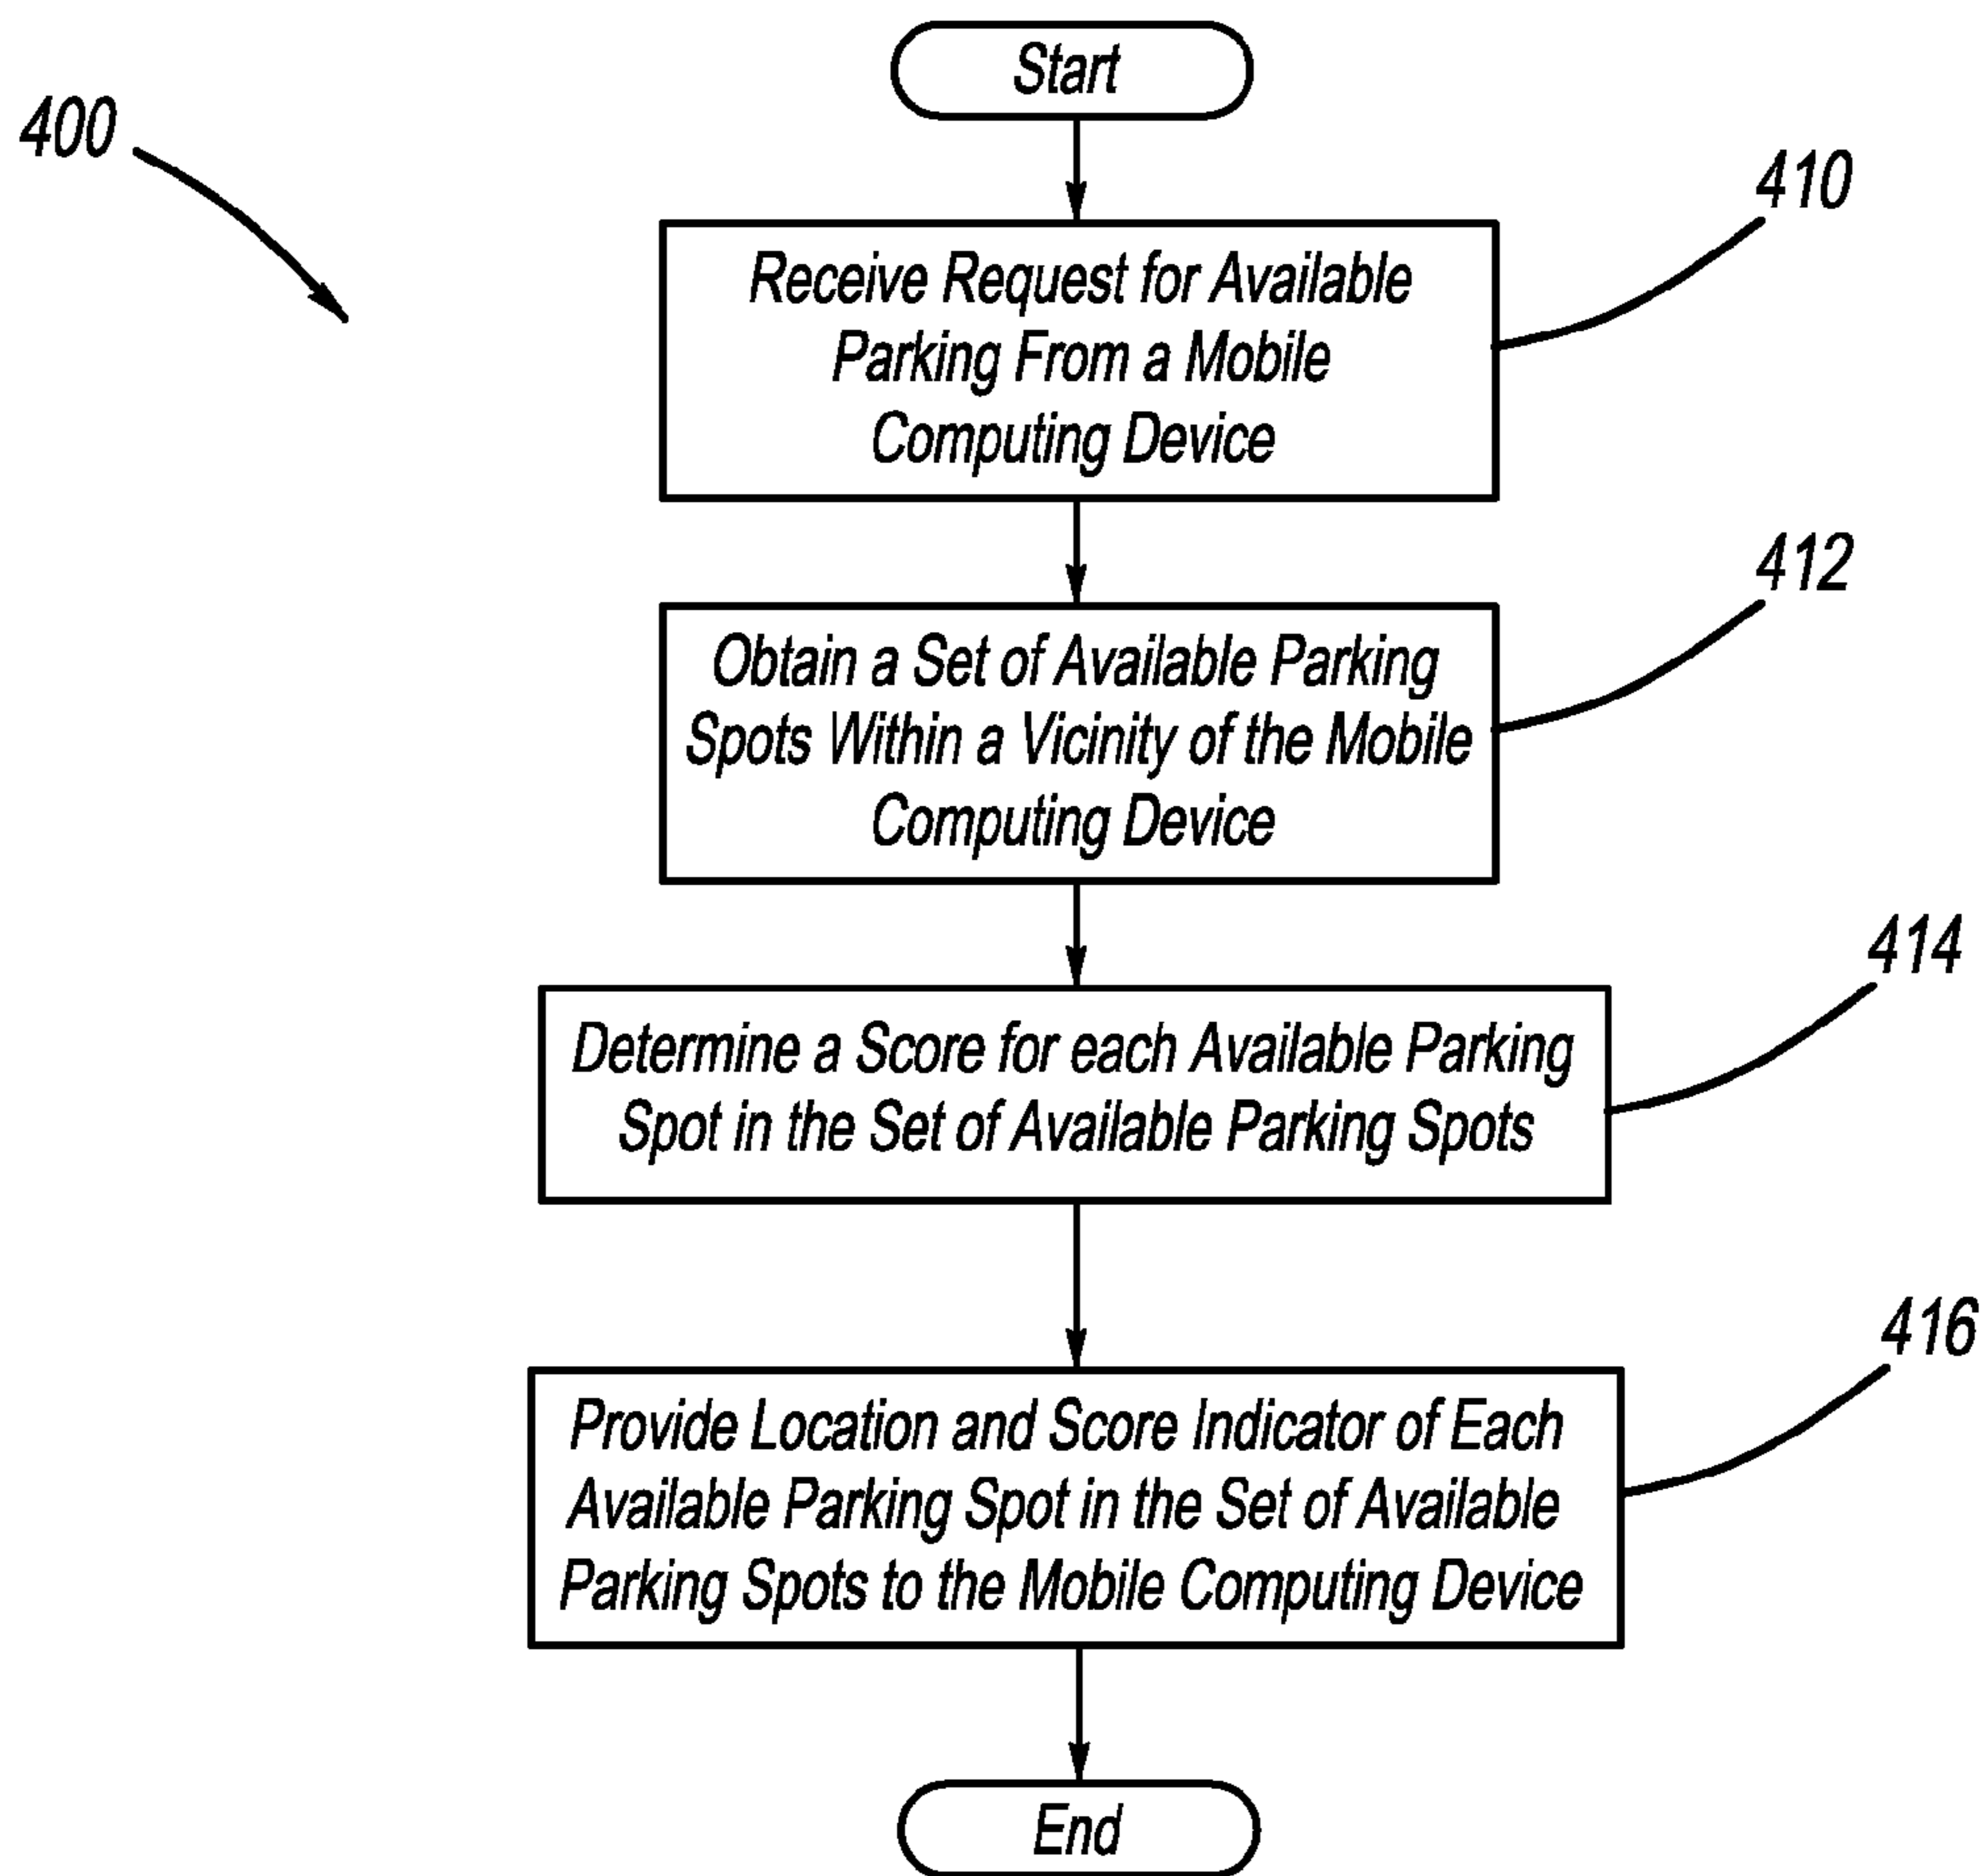 Start
400
410
Receive Request for Available
Parking From a Mobile
Computing Device
412
Obtain a Set of Available Parking
Spots Within a Vicinity of the Mobile
Computing Device
414
Determine a Score for each Available Parking
Spot in the Set of Available Parking Spots
416
Provide Location and Score Indicator of Each
Available Parking Spot in the Set of Available
Parking Spots to the Mobile Computing Device
End